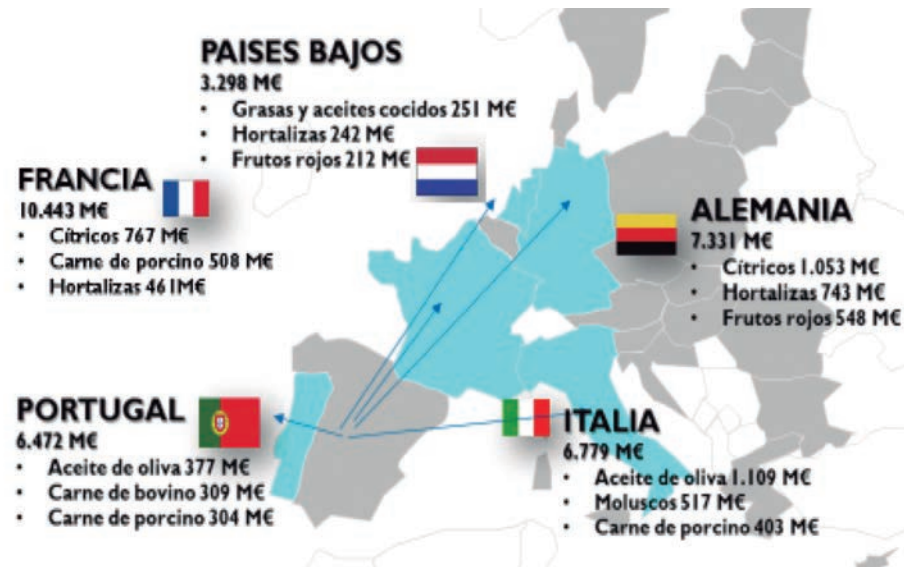 PAISES BAJOS
3.298 M€
• Grasas y aceites cocidos 251 M€
• Hortalizas 242 M€
• Frutos rojos 212 M€
FRANCIA
10.443 M€
• Cítricos 767 M€
• Carne de porcino 508 M€
• Hortalizas 461M€
ALEMANIA
7.331 M€
• Cítricos 1.053 M€
• Hortalizas 743 M€
• Frutos rojos 548 M€
PORTUGAL
6.472 M€
• Aceite de oliva 377 M€
• Carne de bovino 309 M€
• Carne de porcino 304 M€
ITALIA
6.779 M€
• Aceite de oliva 1.109 M€
• Moluscos 517 M€
• Carne de porcino 403 M€